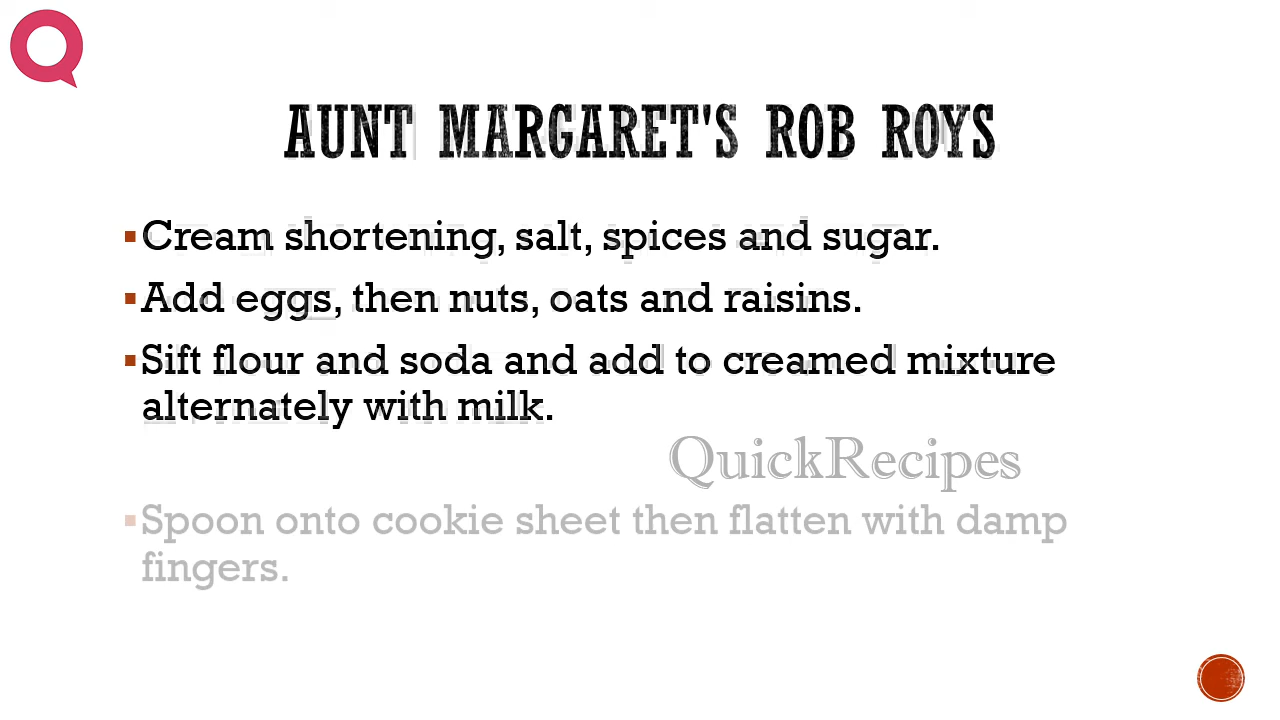 AUNT MARGARET'S ROB ROYS
▪Cream shortening, salt, spices and sugar.
▪Add eggs, then nuts, oats and raisins.
▪Sift flour and soda and add to creamed mixture
alternately with milk.
QuickRecipes
▪Spoon onto cookie sheet then flatten with damp
fingers.